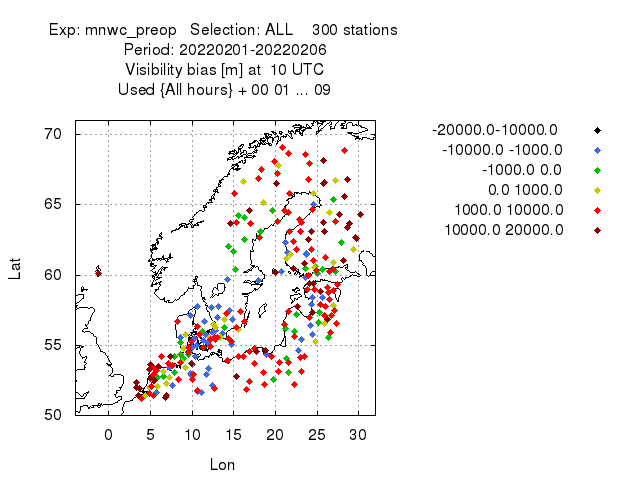 Exp: mnwc_preop   Selection: ALL    300 stations
Period: 20220201-20220206
Visibility bias [m] at  10 UTC
Used {All hours} + 00 01 ... 09
-20000.0-10000.0
-10000.0 -1000.0
-1000.0 0.0
0.0 1000.0
1000.0 10000.0
10000.0 20000.0
70
65
60
55
50
Lat
0 5 10 15 20 25 30
Lon